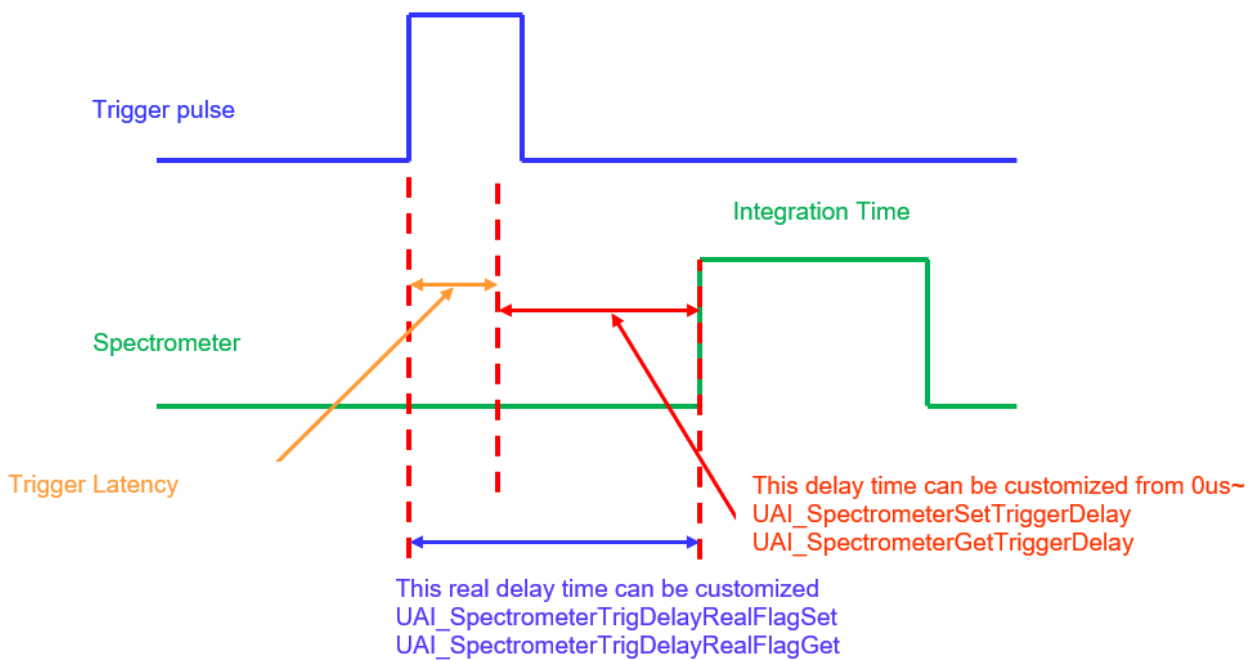 Trigger pulse
Integration Time
Spectrometer
Trigger Latency
This delay time can be customized from 0us~
UAI_SpectrometerSetTriggerDelay
UAI_SpectrometerGetTriggerDelay
This real delay time can be customized
UAI_SpectrometerTrigDelayRealFlagSet
UAI_SpectrometerTrigDelayRealFlagGet